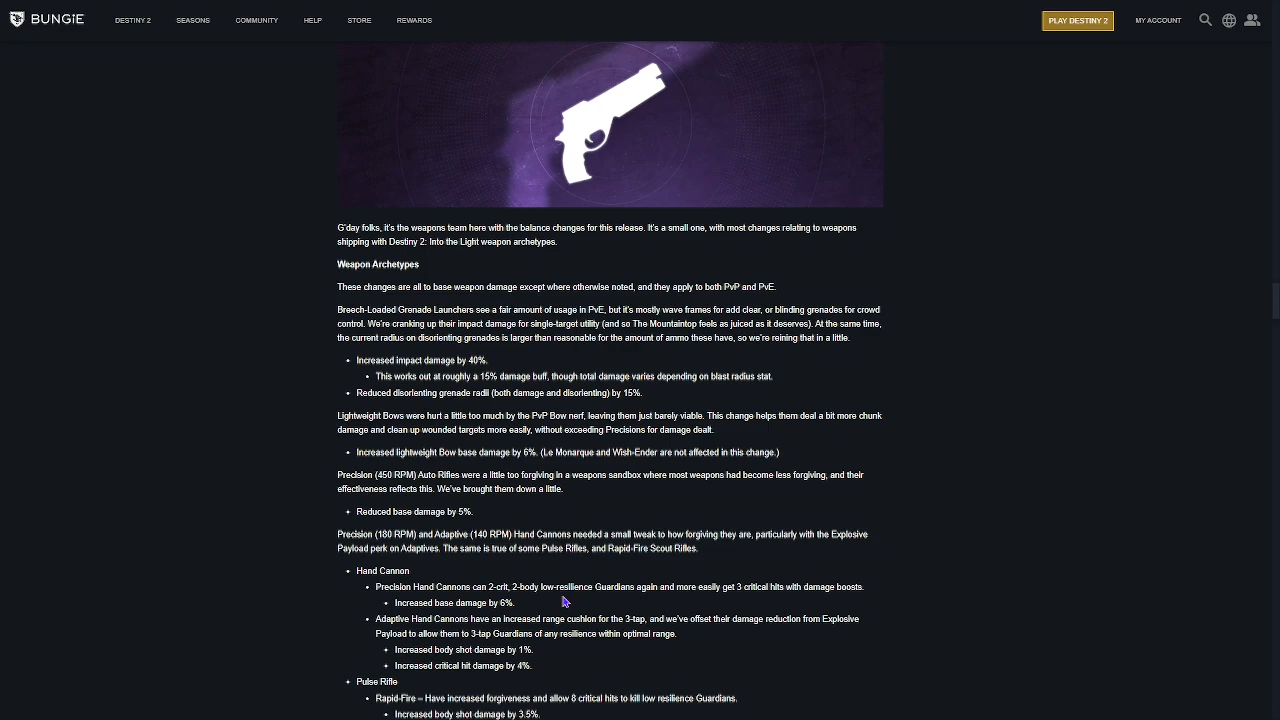 BUNGiE
DESTINY 2
SEASONS
COMMUNITY
HELP
STORE
REWARDS
PLAY DESTINY 2
MY ACCOUNT
G'day folks, it's the weapons team here with the balance changes for this release. It's a small one, with most changes relating to weapons
shipping with Destiny 2: Into the Light weapon archetypes.
Weapon Archetypes
These changes are all to base weapon damage except where otherwise noted, and they apply to both PvP and PvE.
Breech-Loaded Grenade Launchers see a fair amount of usage in PvE, but it's mostly wave frames for add clear, or blinding grenades for crowd
control. We're cranking up their impact damage for single-target utility (and so The Mountaintop feels as juiced as it deserves). At the same time,
the current radius on disorienting grenades is larger than reasonable for the amount of ammo these have, so we're reining that in a little.
• Increased impact damage by 40%.
• This works out at roughly a 15% damage buff, though total damage varies depending on blast radius stat.
• Reduced disorienting grenade radii (both damage and disorienting) by 15%.
Lightweight Bows were hurt a little too much by the PvP Bow nerf, leaving them just barely viable. This change helps them deal a bit more chunk
damage and clean up wounded targets more easily, without exceeding Precisions for damage dealt.
• Increased lightweight Bow base damage by 6%. (Le Monarque and Wish-Ender are not affected in this change.)
Precision (450 RPM) Auto Rifles were a little too forgiving in a weapons sandbox where most weapons had become less forgiving, and their
effectiveness reflects this. We've brought them down a little.
• Reduced base damage by 5%.
Precision (180 RPM) and Adaptive (140 RPM) Hand Cannons needed a small tweak to how forgiving they are, particularly with the Explosive
Payload perk on Adaptives. The same is true of some Pulse Rifles, and Rapid-Fire Scout Rifles.
• Hand Cannon
• Precision Hand Cannons can 2-crit, 2-body low-resilience Guardians again and more easily get 3 critical hits with damage boosts.
• Increased base damage by 6%.
• Adaptive Hand Cannons have an increased range cushion for the 3-tap, and we've offset their damage reduction from Explosive
Payload to allow them to 3-tap Guardians of any resilience within optimal range.
• Increased body shot damage by 1%.
• Increased critical hit damage by 4%.
• Pulse Rifle
• Rapid-Fire – Have increased forgiveness and allow 8 critical hits to kill low resilience Guardians.
• Increased body shot damage by 3.5%.